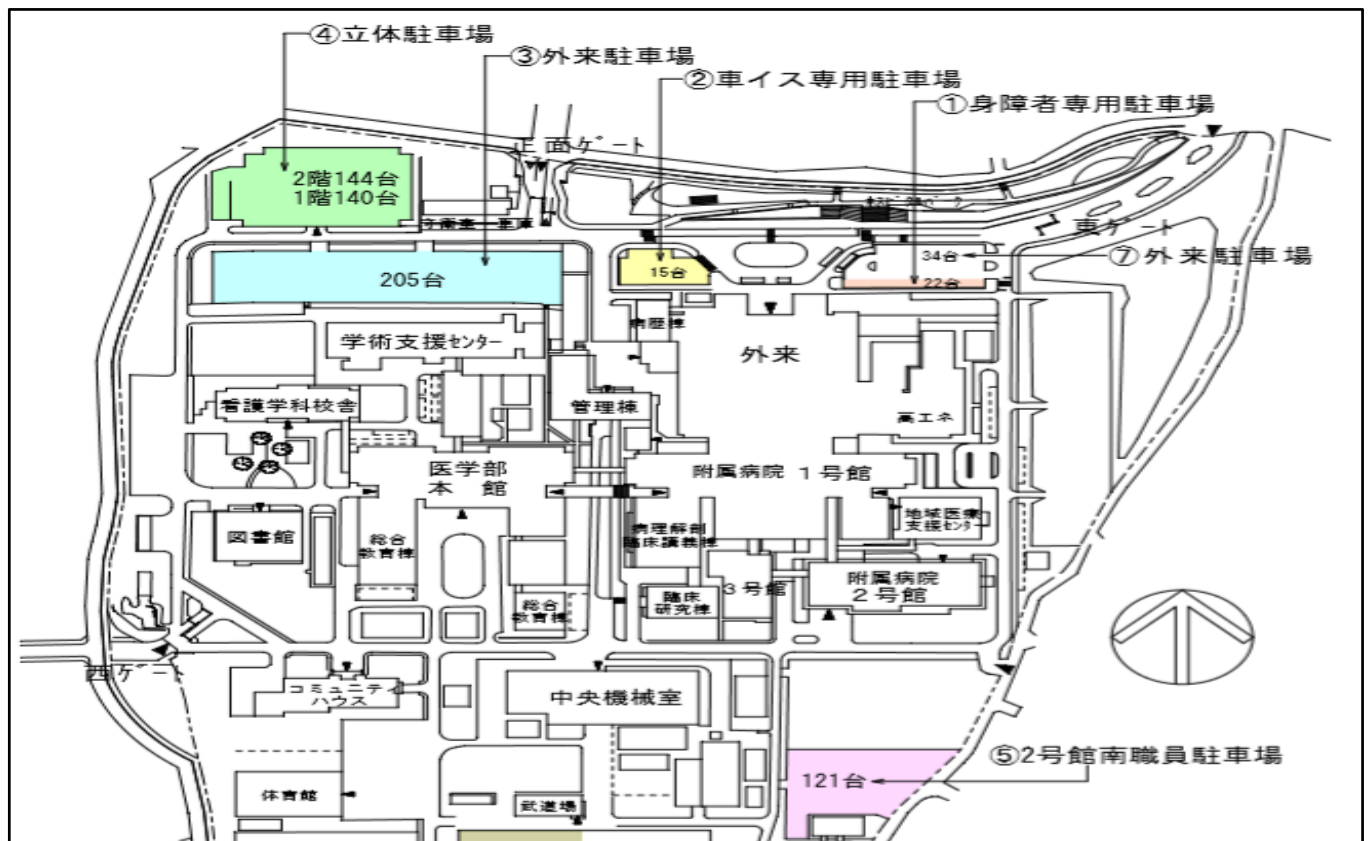 ④立体駐車場
③外来駐車場
②車イス専用駐車場
①身障者専用駐車場
正面ゲート
2階144台
1階140台
東ゲート
34台
⑦外来駐車場
15台
205台
22台
病歴棟
学術支援センター
外来
看護学科校舎
管理棟
高エネ
医学部
本館
附属病院 1号館
地域医療
支援センタ
図書館
総合
教育棟
病理解剖
臨床講義棟
3号館
附属病院
2号館
総合
教育棟
臨床
研究棟
西ゲート
コミュニティ
ハウス
中央機械室
⑤2号館南職員駐車場
121台
体育館
武道場